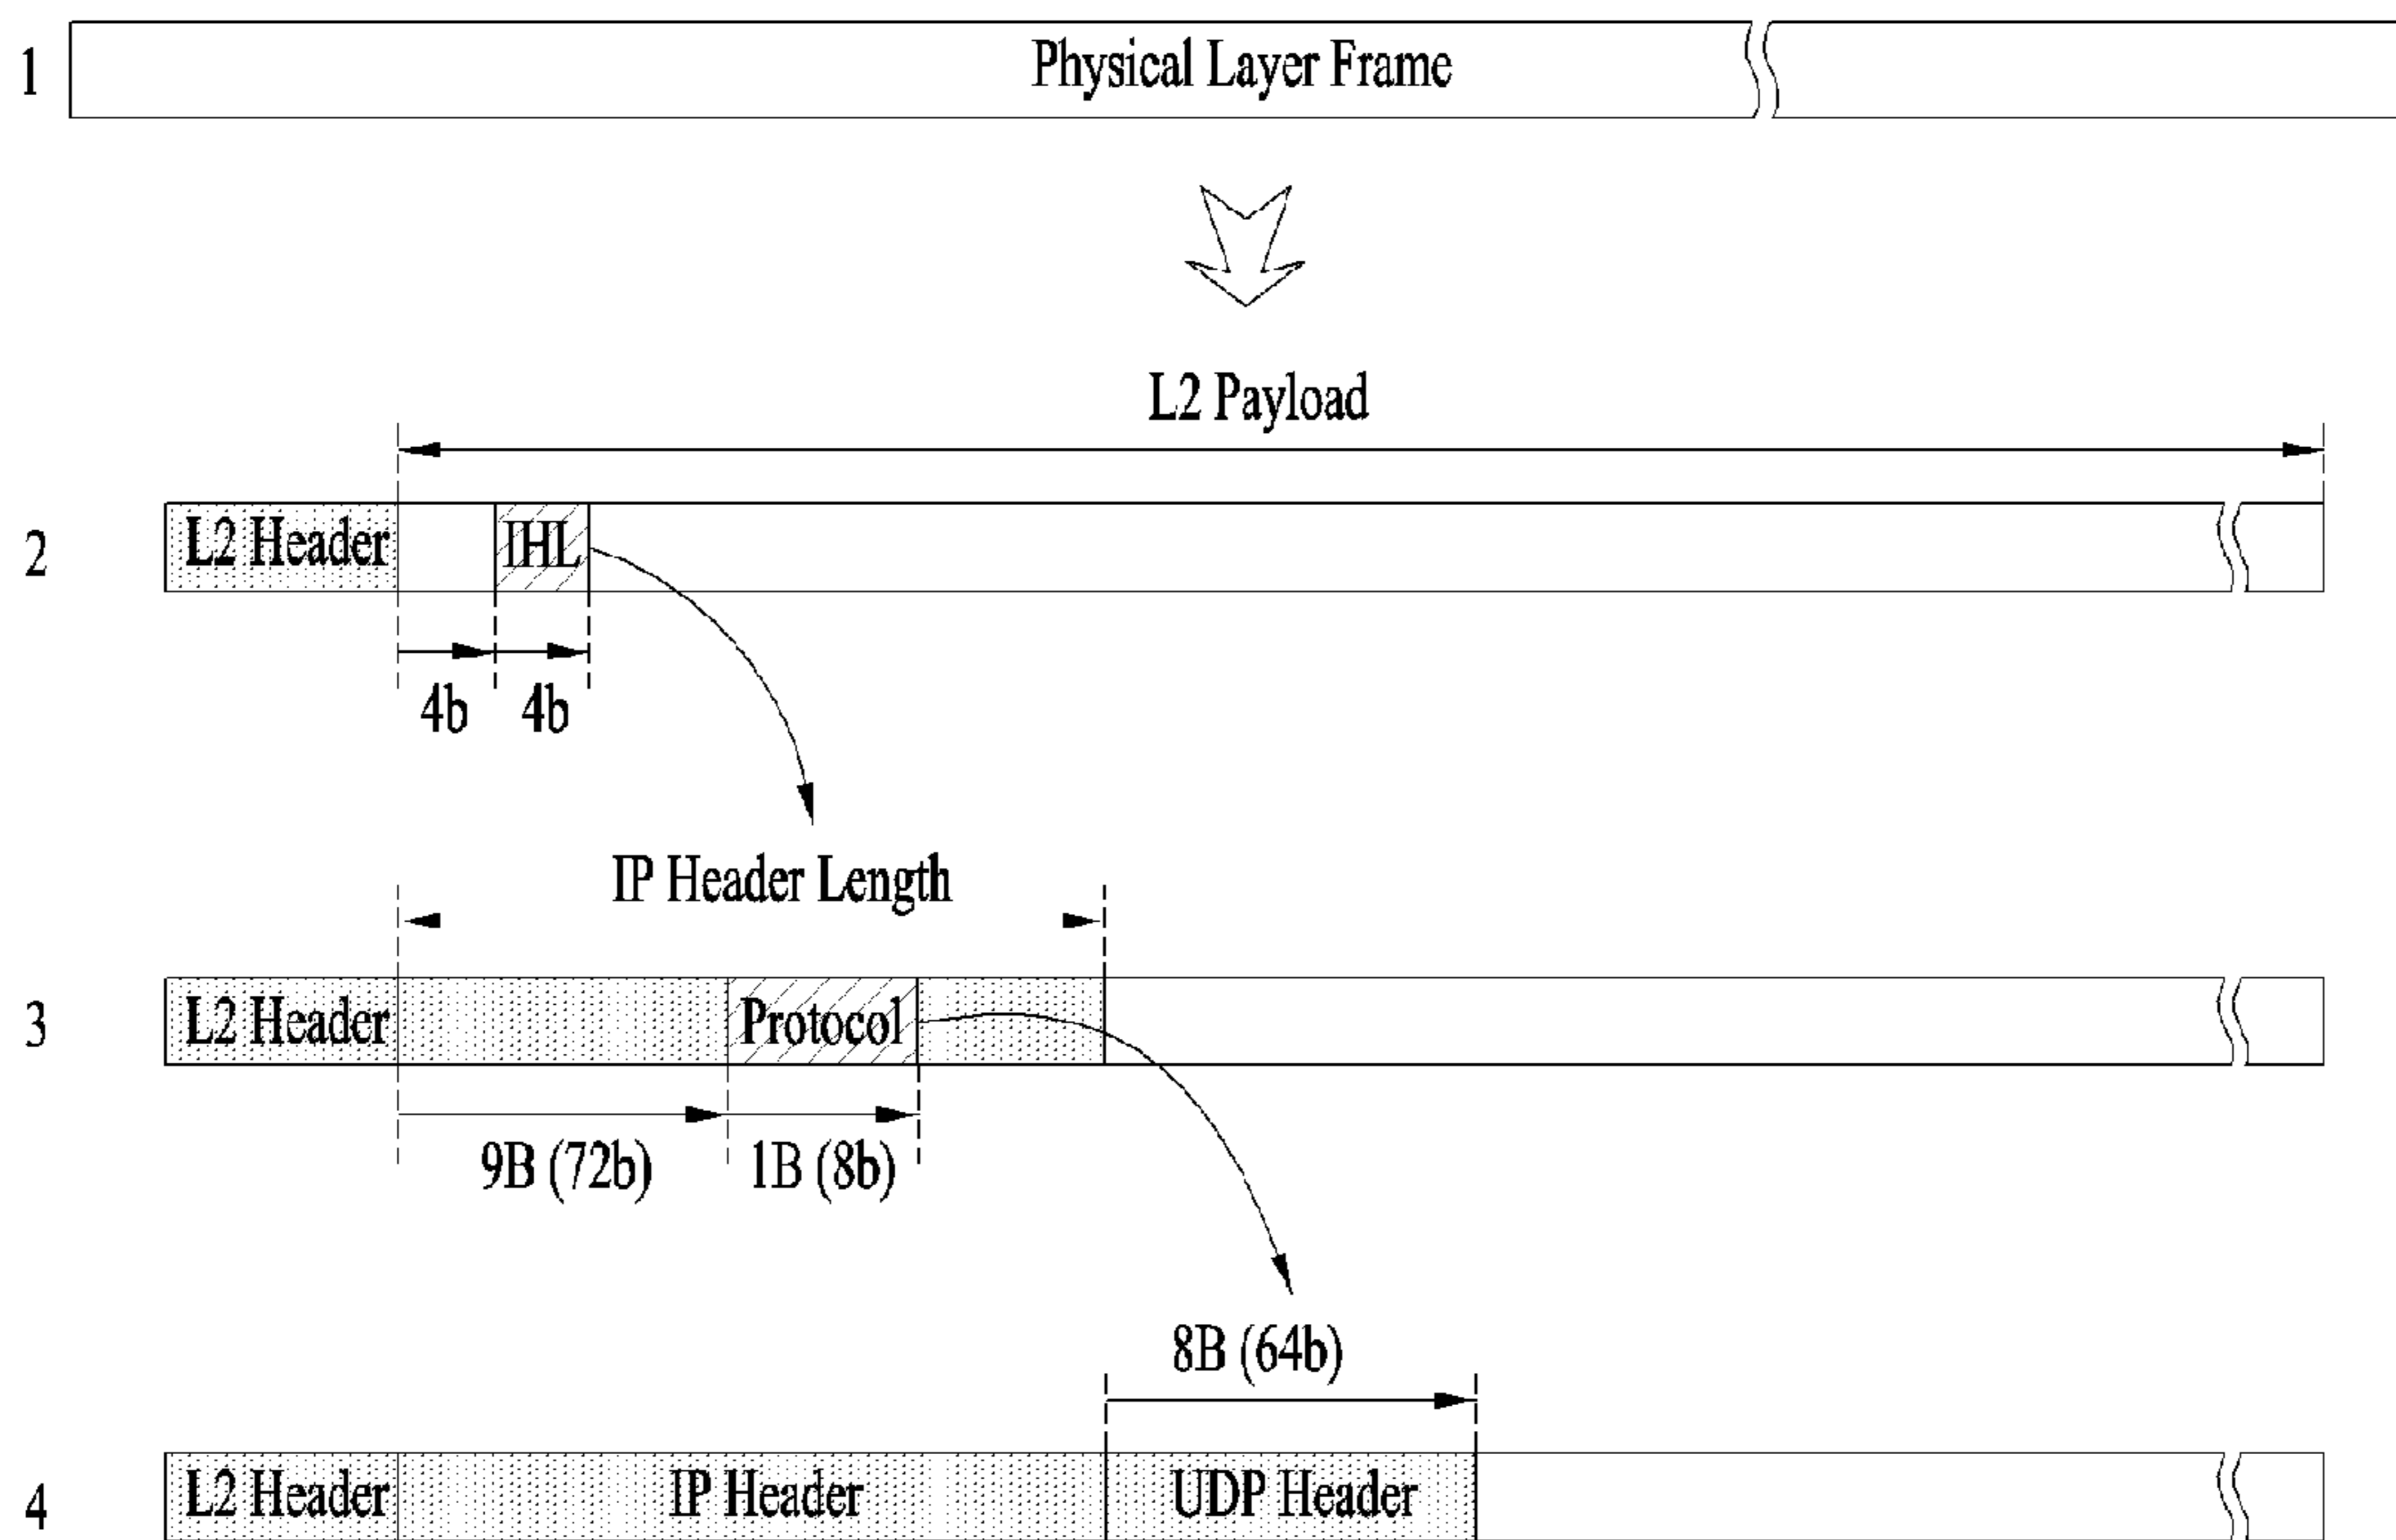 1 Physical Layer Frame
L2 Payload
2 L2 Header IHL
4b 4b
IP Header Length
3 L2 Header Protocol
9B (72b) 1B (8b)
8B (64b)
4 L2 Header IP Header UDP Header